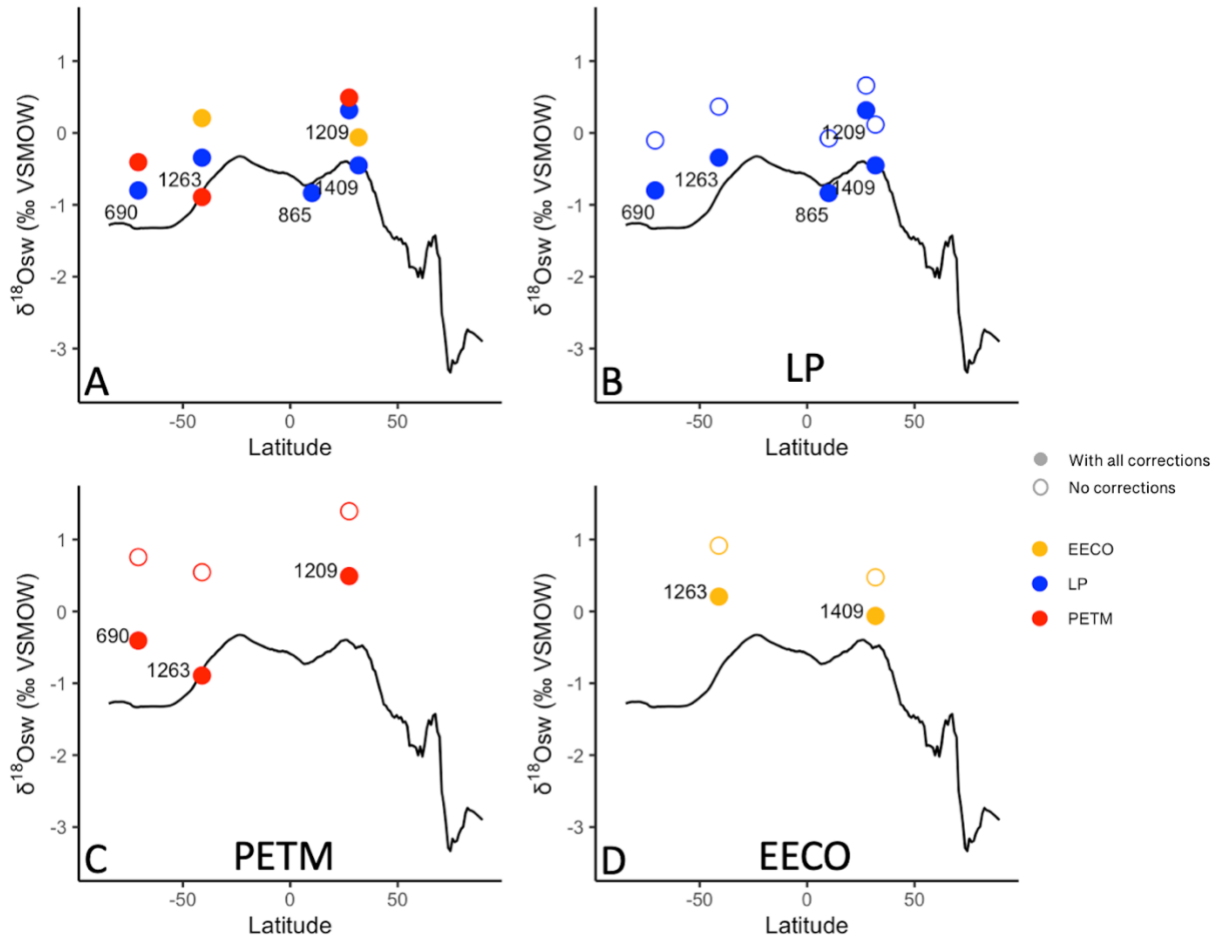 1
0
-1
-2
-3
δ¹⁸Osw (‰ VSMOW)
1209
1263
1409
690
865
A
-50
0
50
Latitude
1
0
-1
-2
-3
δ¹⁸Osw (‰ VSMOW)
1209
1263
1409
690
865
B
LP
-50
0
50
Latitude
1
0
-1
-2
-3
δ¹⁸Osw (‰ VSMOW)
1209
690
1263
C
PETM
-50
0
50
Latitude
1
0
-1
-2
-3
δ¹⁸Osw (‰ VSMOW)
1263
1409
D
EECO
-50
0
50
Latitude
With all corrections
No corrections
EECO
LP
PETM